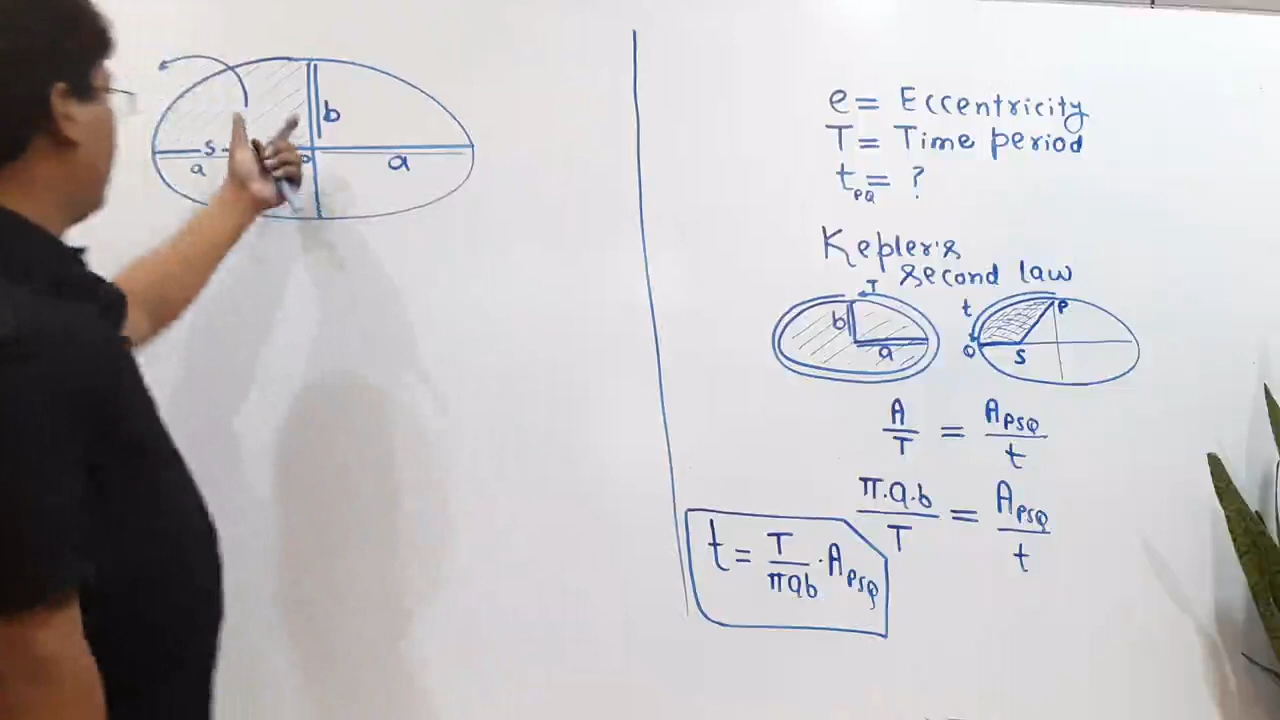 b
s
a
a
e = Eccentricity
T = Time period
t_PQ = ?
Kepler's
second law
T
b
a
t
P
Q
S
A/T = A_PSQ/t
π.a.b/T = A_PSQ/t
t = T/πab · A_PSQ